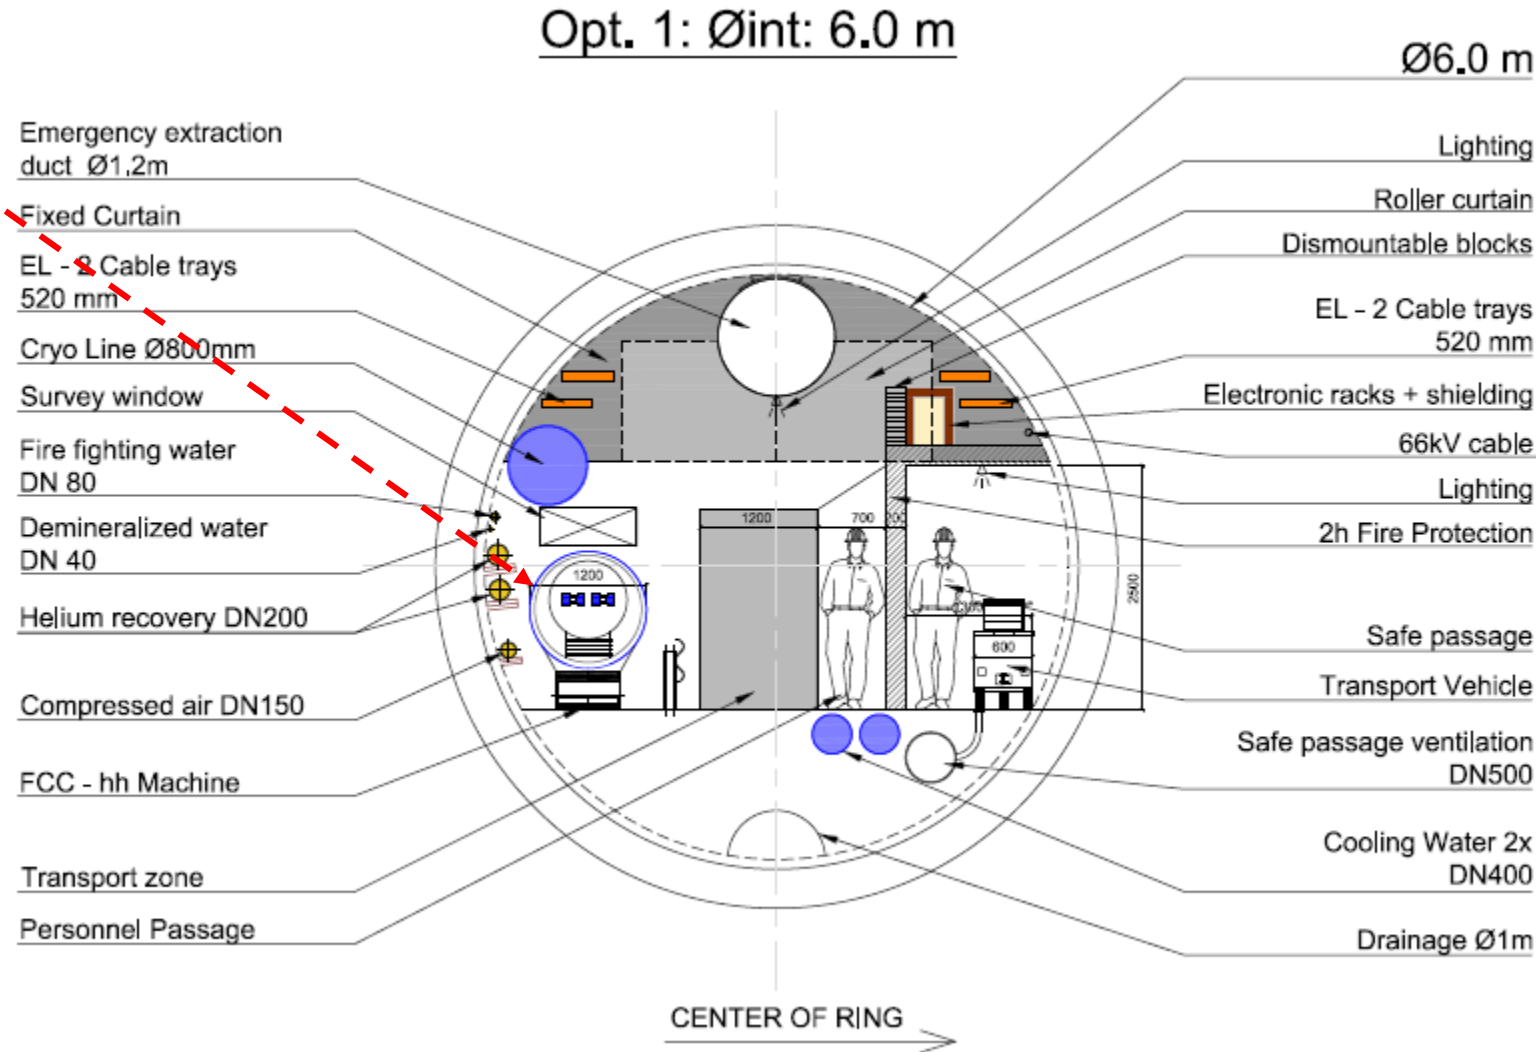 Opt. 1: Øint: 6.0 m
Ø6.0 m
Emergency extraction
duct Ø1,2m
Fixed Curtain
EL - 2 Cable trays
520 mm
Cryo Line Ø800mm
Survey window
Fire fighting water
DN 80
Demineralized water
DN 40
Helium recovery DN200
Compressed air DN150
FCC - hh Machine
Transport zone
Personnel Passage
Lighting
Roller curtain
Dismountable blocks
EL - 2 Cable trays
520 mm
Electronic racks + shielding
66kV cable
Lighting
2h Fire Protection
Safe passage
Transport Vehicle
Safe passage ventilation
DN500
Cooling Water 2x
DN400
Drainage Ø1m
1200
1200
700
200
600
2500
CENTER OF RING